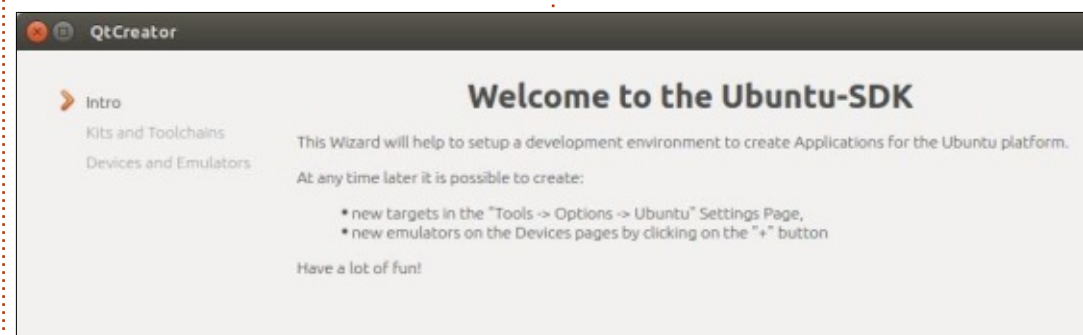 QtCreator
Intro
Kits and Toolchains
Devices and Emulators
Welcome to the Ubuntu-SDK
This Wizard will help to setup a development environment to create Applications for the Ubuntu platform.
At any time later it is possible to create:
• new targets in the "Tools -> Options -> Ubuntu" Settings Page,
• new emulators on the Devices pages by clicking on the "+" button
Have a lot of fun!